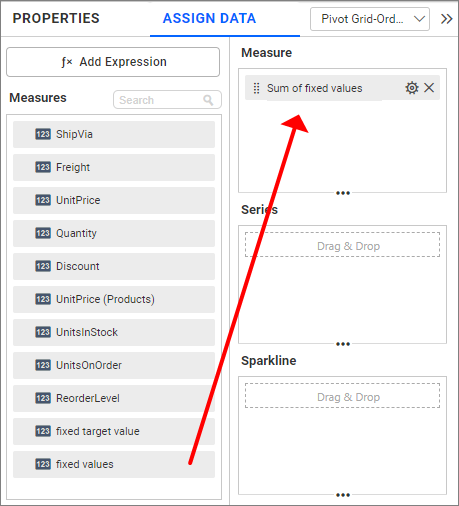 PROPERTIES
ASSIGN DATA
Pivot Grid-Ord...
ƒx Add Expression
Measures
Search
123 ShipVia
123 Freight
123 UnitPrice
123 Quantity
123 Discount
123 UnitPrice (Products)
123 UnitsInStock
123 UnitsOnOrder
123 ReorderLevel
123 fixed target value
123 fixed values
Measure
Sum of fixed values
Series
Drag & Drop
Sparkline
Drag & Drop